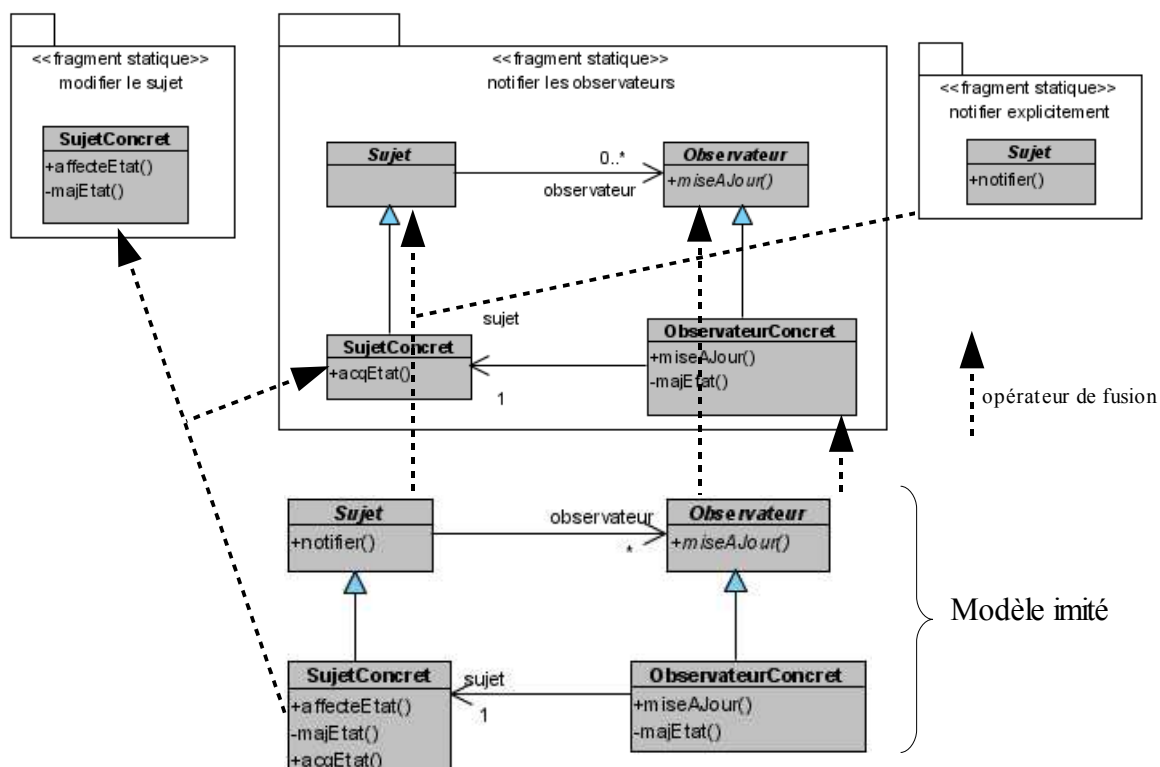 <<fragment statique>>
modifier le sujet
SujetConcret
+affecteEtat()
-majEtat()
<<fragment statique>>
notifier les observateurs
Sujet
0..*
observateur
Observateur
+miseAJour()
sujet
SujetConcret
+acqEtat()
1
ObservateurConcret
+miseAJour()
-majEtat()
<<fragment statique>>
notifier explicitement
Sujet
+notifier()
opérateur de fusion
Sujet
+notifier()
observateur
*
Observateur
+miseAJour()
Modèle imité
SujetConcret
+affecteEtat()
-majEtat()
+acqEtat()
sujet
1
ObservateurConcret
+miseAJour()
-majEtat()